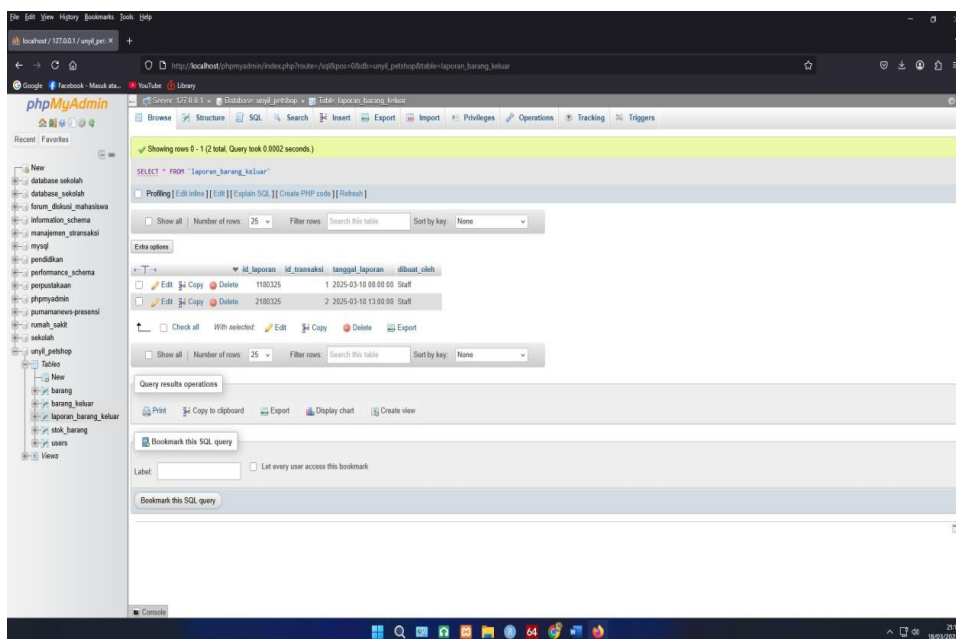 File Edit View History Bookmarks Tools Help
localhost / 127.0.0.1 / unyil_pet
http://localhost/phpmyadmin/index.php?route=/sql&pos=0&db=unyil_petshop&table=laporan_barang_keluar
Google Facebook - Masuk ata... YouTube Library
phpMyAdmin
Recent Favorites
New
database sekolah
database_sekolah
forum_diskusi_mahasiswa
information_schema
manajemen_stransaksi
mysql
pendidikan
performance_schema
perpustakaan
phpmyadmin
purnamanews-presensi
rumah_sakit
sekolah
unyil_petshop
Tables
New
barang
barang_keluar
laporan_barang_keluar
stok_barang
users
Views
Server: 127.0.0.1 » Database: unyil_petshop » Table: laporan_barang_keluar
Browse Structure SQL Search Insert Export Import Privileges Operations Tracking Triggers
Showing rows 0 - 1 (2 total, Query took 0.0002 seconds.)
SELECT * FROM `laporan_barang_keluar`
Profiling [ Edit inline ] [ Edit ] [ Explain SQL ] [ Create PHP code ] [ Refresh ]
Show all | Number of rows: 25 Filter rows: Search this table Sort by key: None
Extra options
id_laporan id_transaksi tanggal_laporan dibuat_oleh
Edit Copy Delete 1180325 1 2025-03-18 08:00:00 Staff
Edit Copy Delete 2180325 2 2025-03-18 13:00:00 Staff
Check all With selected: Edit Copy Delete Export
Show all | Number of rows: 25 Filter rows: Search this table Sort by key: None
Query results operations
Print Copy to clipboard Export Display chart Create view
Bookmark this SQL query
Label: Let every user access this bookmark
Bookmark this SQL query
Console
64